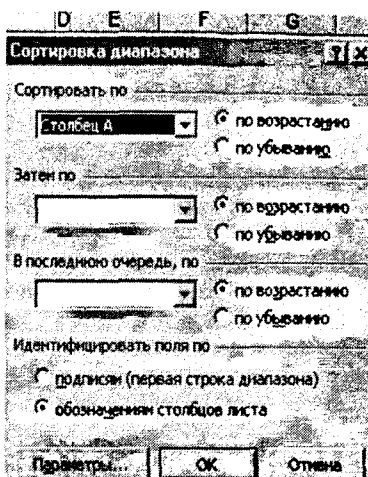 D E F G
Сортировка диапазона
Сортировать по
Столбец А
по возрастанию
по убыванию
Затем по
по возрастанию
по убыванию
В последнюю очередь, по
по возрастанию
по убыванию
Идентифицировать поля по
подписям (первая строка диапазона)
обозначениям столбцов листа
Параметры... ОК Отмена